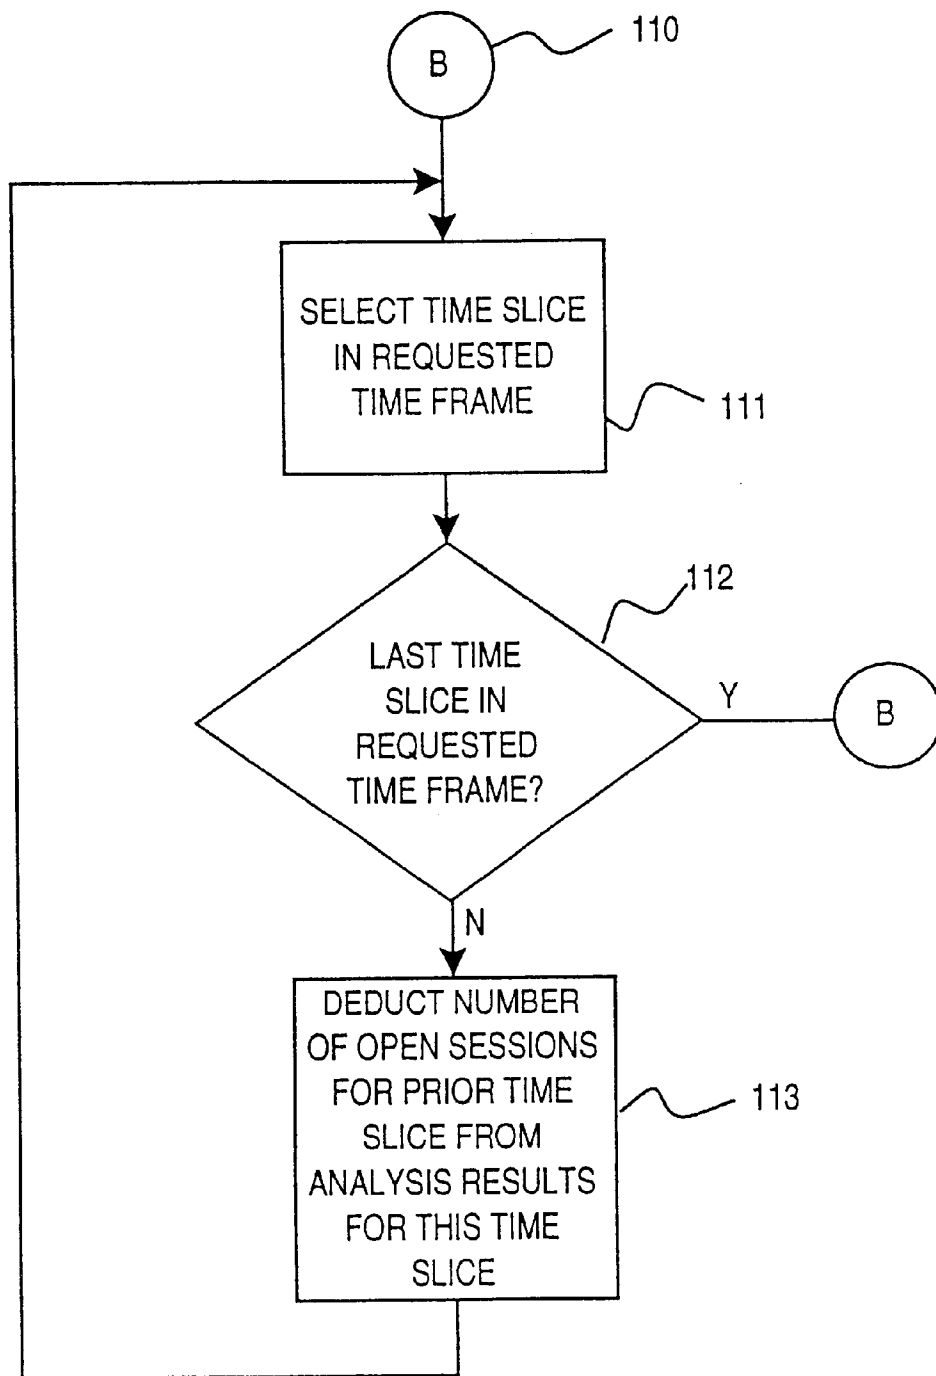 B
110
SELECT TIME SLICE
IN REQUESTED
TIME FRAME
111
112
LAST TIME
SLICE IN
REQUESTED
TIME FRAME?
Y
B
N
DEDUCT NUMBER
OF OPEN SESSIONS
FOR PRIOR TIME
SLICE FROM
ANALYSIS RESULTS
FOR THIS TIME
SLICE
113